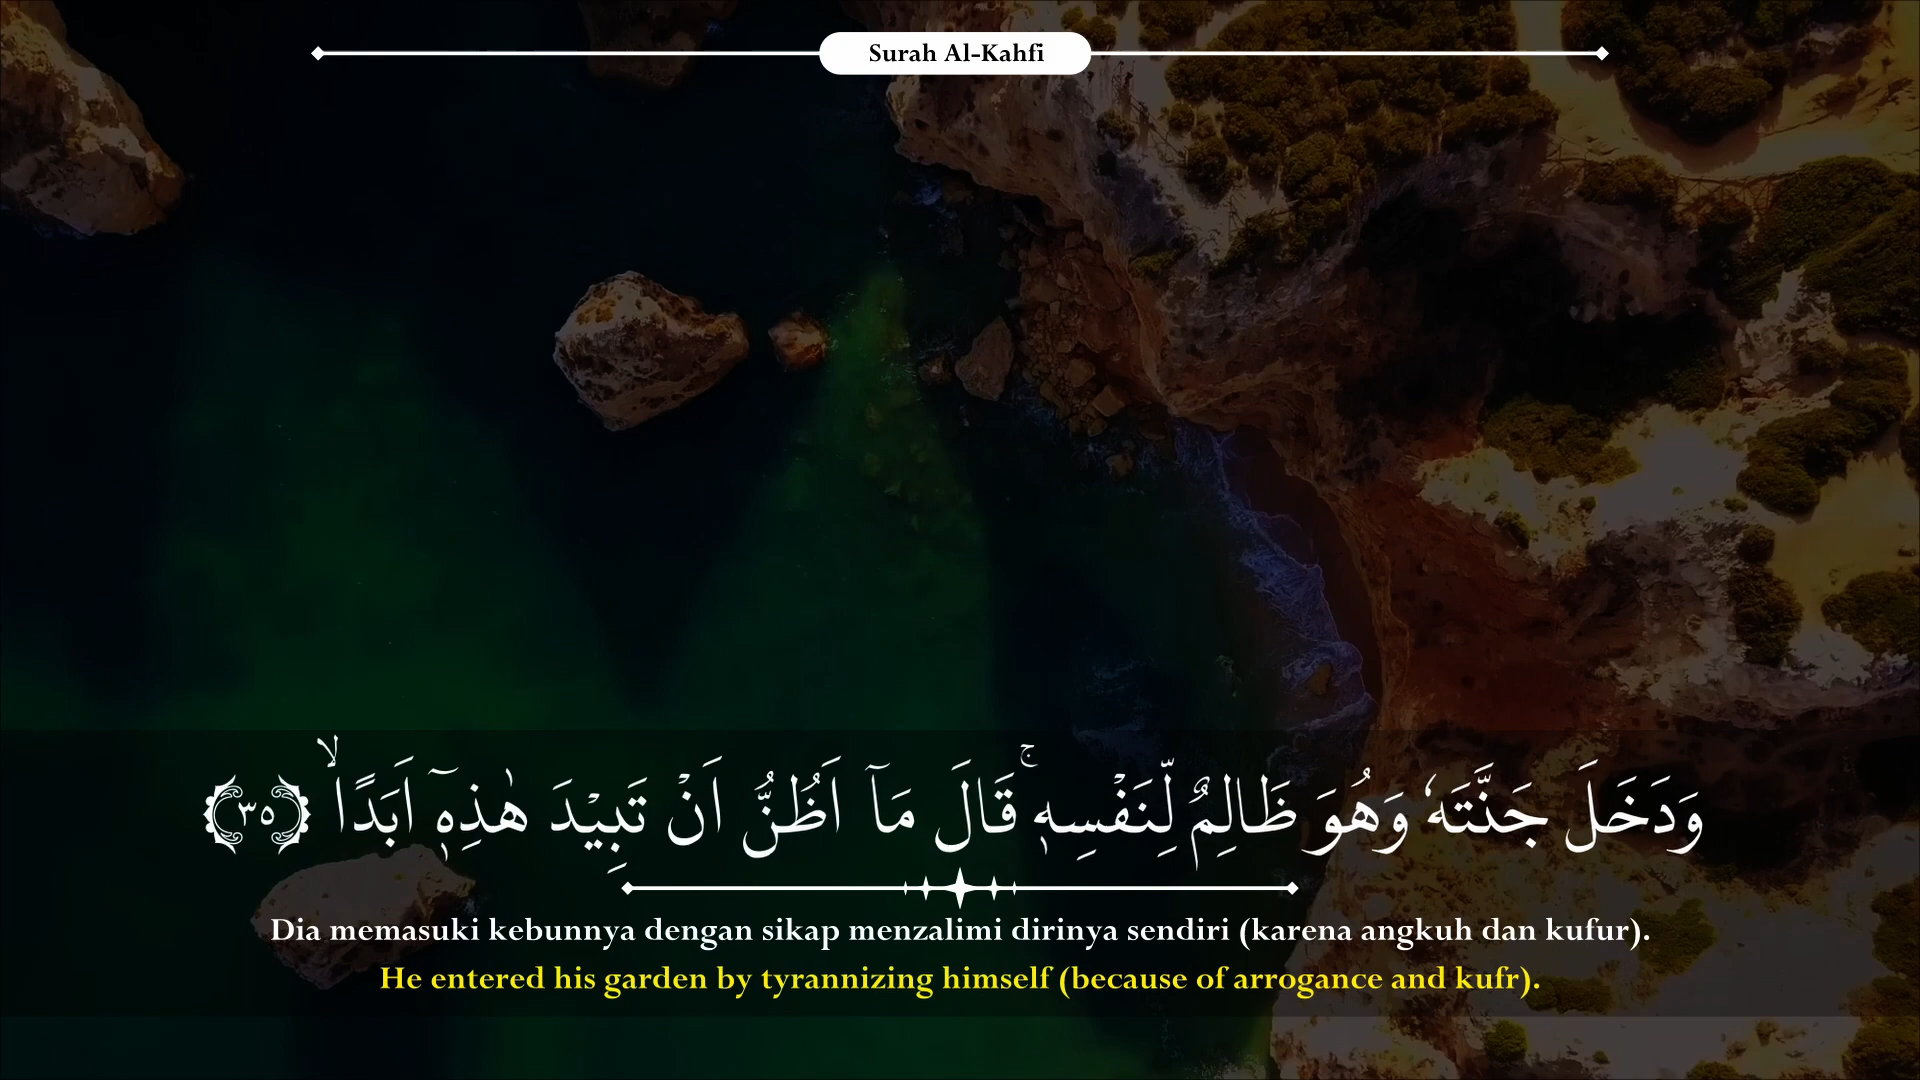 Surah Al-Kahfi
وَدَخَلَ جَنَّتَهٗ وَهُوَ ظَالِمٌ لِّنَفْسِهٖۚ قَالَ مَآ اَظُنُّ اَنْ تَبِيْدَ هٰذِهٖٓ اَبَدًاۙ ﴿٣٥﴾
Dia memasuki kebunnya dengan sikap menzalimi dirinya sendiri (karena angkuh dan kufur).
He entered his garden by tyrannizing himself (because of arrogance and kufr).